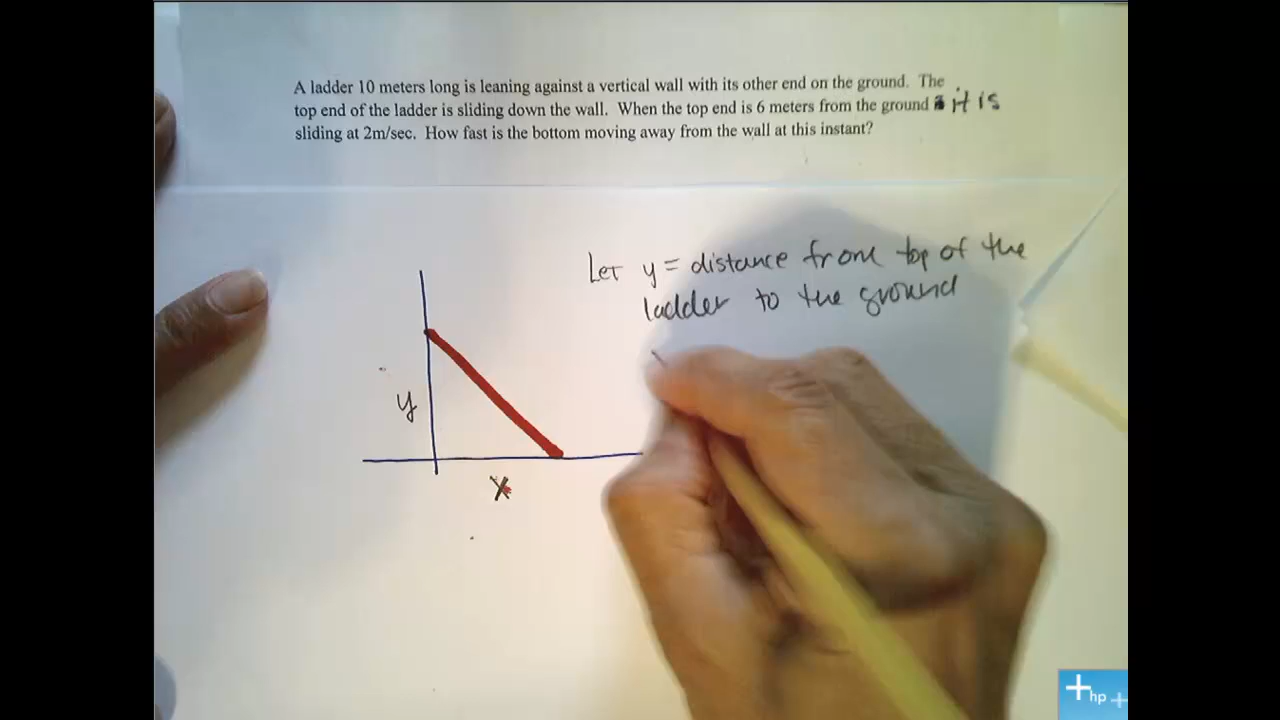 A ladder 10 meters long is leaning against a vertical wall with its other end on the ground. The
top end of the ladder is sliding down the wall. When the top end is 6 meters from the ground it is
sliding at 2m/sec. How fast is the bottom moving away from the wall at this instant?
Let y = distance from top of the
ladder to the ground
y
x
hp